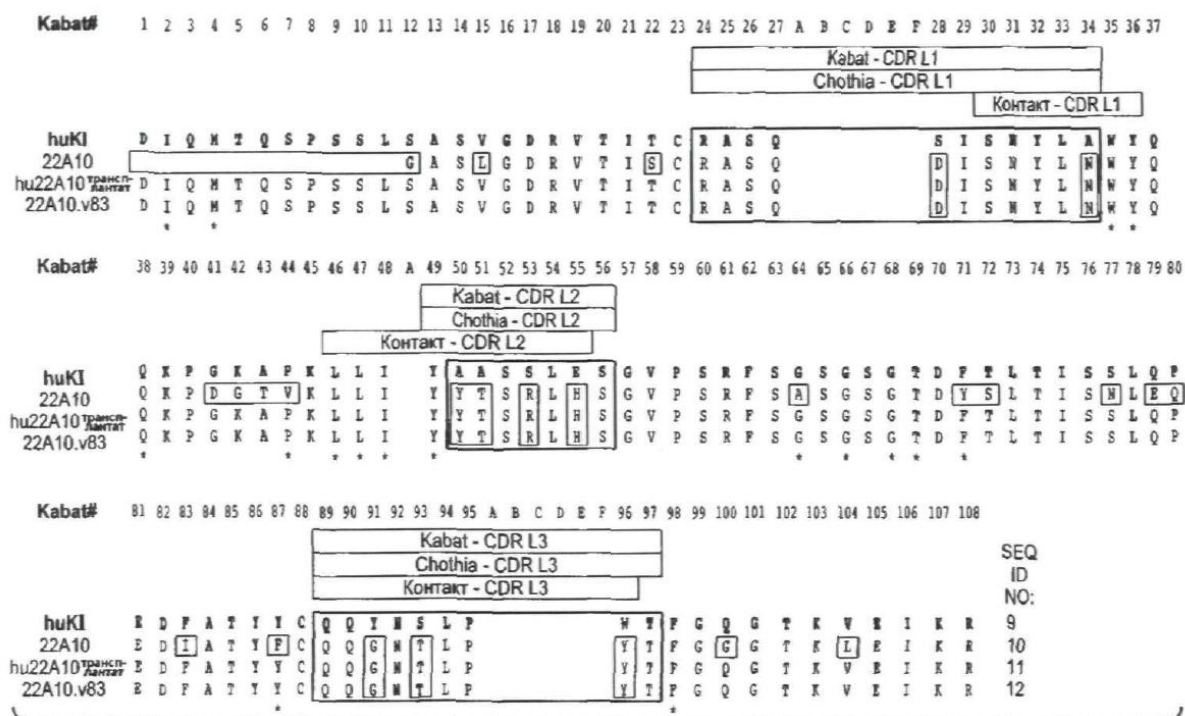 Kabat# 1 2 3 4 5 6 7 8 9 10 11 12 13 14 15 16 17 18 19 20 21 22 23 24 25 26 27 A B C D E F 28 29 30 31 32 33 34 35 36 37
Kabat - CDR L1
Chothia - CDR L1
Контакт - CDR L1
huKI D I Q M T Q S P S S L S A S V G D R V T I T C R A S Q S I S N Y L A W Y Q
22A10 G A S L G D R V T I S C R A S Q D I S N Y L N W Y Q
hu22A10 трансп-лантат D I Q M T Q S P S S L S A S V G D R V T I T C R A S Q D I S N Y L N W Y Q
22A10.v83 D I Q M T Q S P S S L S A S V G D R V T I T C R A S Q D I S N Y L N W Y Q
* * * *
Kabat# 38 39 40 41 42 43 44 45 46 47 48 A 49 50 51 52 53 54 55 56 57 58 59 60 61 62 63 64 65 66 67 68 69 70 71 72 73 74 75 76 77 78 79 80
Kabat - CDR L2
Chothia - CDR L2
Контакт - CDR L2
huKI Q K P G K A P K L L I Y A A S S L E S G V P S R F S G S G S G T D F T L T I S S L Q P
22A10 Q K P D G T V K L L I Y Y T S R L H S G V P S R F S A S G S G T D Y S L T I S N L E Q
hu22A10 трансп-лантат Q K P G K A P K L L I Y Y T S R L H S G V P S R F S G S G S G T D F T L T I S S L Q P
22A10.v83 Q K P G K A P K L L I Y Y T S R L H S G V P S R F S G S G S G T D F T L T I S S L Q P
* * * * * * * * * * *
Kabat# 81 82 83 84 85 86 87 88 89 90 91 92 93 94 95 A B C D E F 96 97 98 99 100 101 102 103 104 105 106 107 108
Kabat - CDR L3
Chothia - CDR L3
Контакт - CDR L3
SEQ
ID
NO:
huKI E D F A T Y Y C Q Q Y N S L P W T F G Q G T K V E I K R 9
22A10 E D I A T Y F C Q Q G N T L P Y T F G G G T K L E I K R 10
hu22A10 трансп-лантат E D F A T Y Y C Q Q G N T L P Y T F G Q G T K V E I K R 11
22A10.v83 E D F A T Y Y C Q Q G N T L P Y T F G Q G T K V E I K R 12
* *